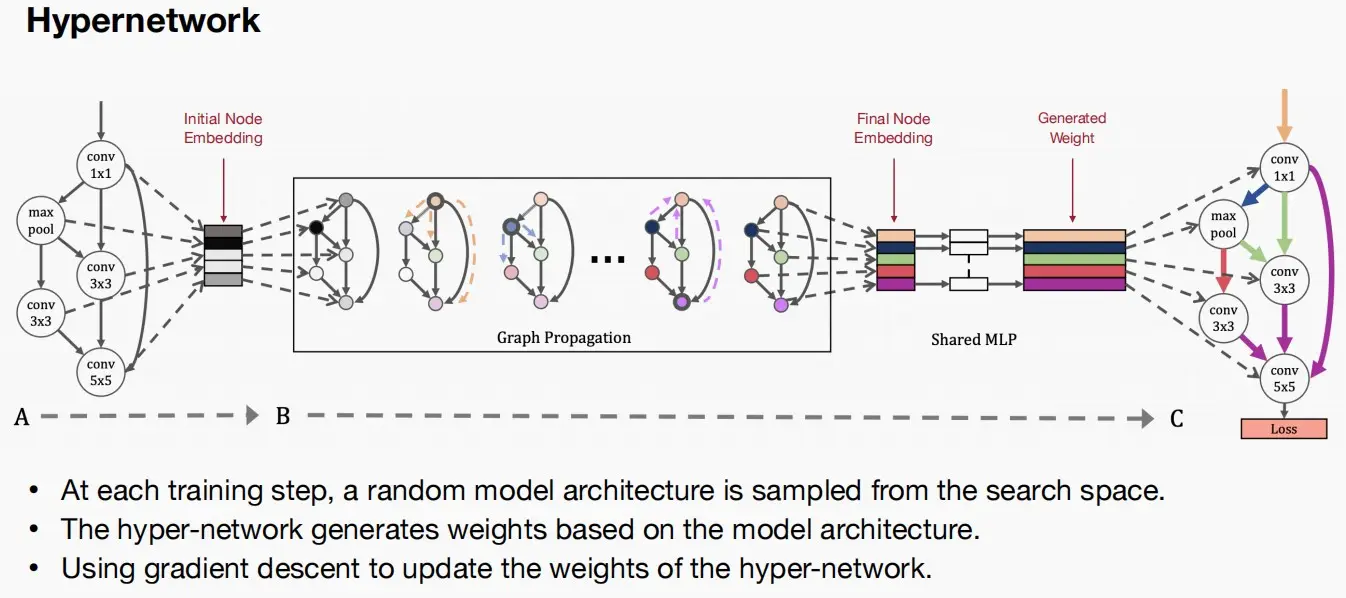 Hypernetwork
Initial Node
Embedding
Final Node
Embedding
Generated
Weight
conv
1x1
max
pool
conv
3x3
conv
3x3
conv
5x5
...
Graph Propagation
Shared MLP
conv
1x1
max
pool
conv
3x3
conv
3x3
conv
5x5
Loss
A
B
C
• At each training step, a random model architecture is sampled from the search space.
• The hyper-network generates weights based on the model architecture.
• Using gradient descent to update the weights of the hyper-network.